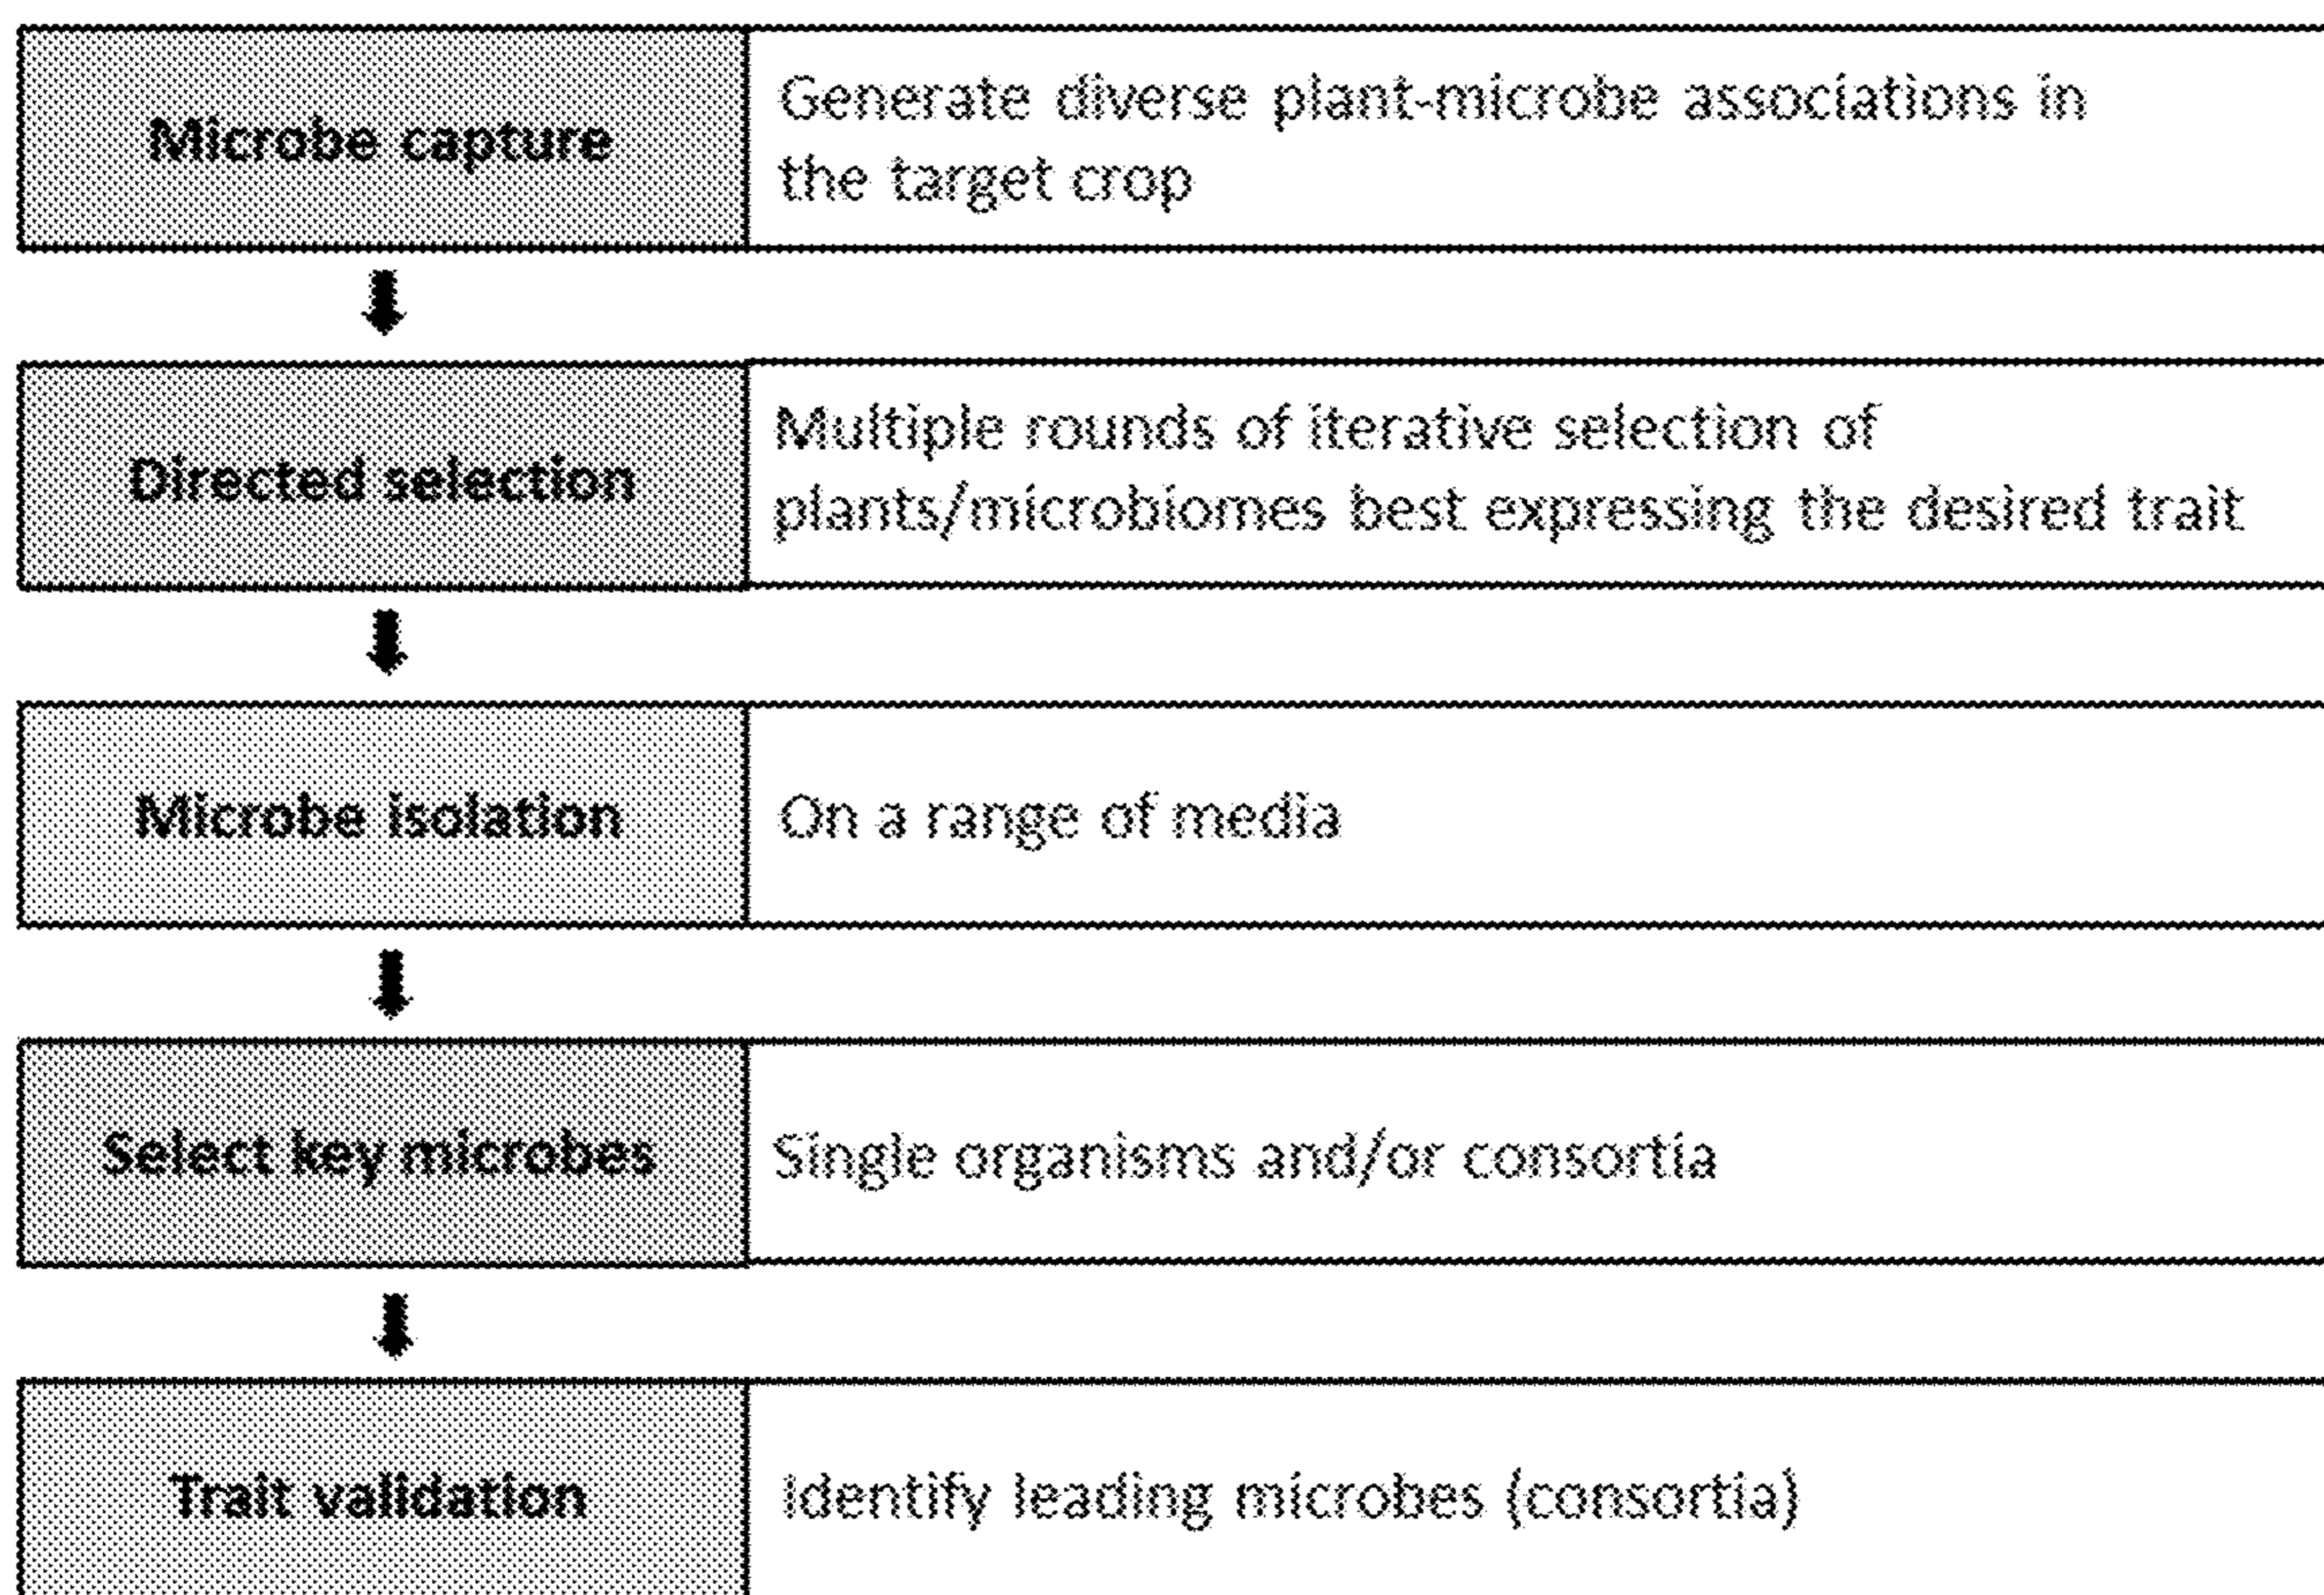 Microbe capture
Generate diverse plant-microbe associations in
the target crop
Directed selection
Multiple rounds of iterative selection of
plants/microbiomes best expressing the desired trait
Microbe isolation
On a range of media
Select key microbes
Single organisms and/or consortia
Trait validation
Identify leading microbes (consortia)